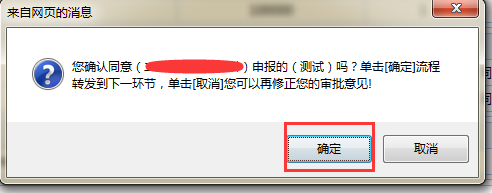 来自网页的消息
您确认同意（）申报的（测试）吗？单击[确定]流程
转发到下一环节，单击[取消]您可以再修正您的审批意见!
确定
取消